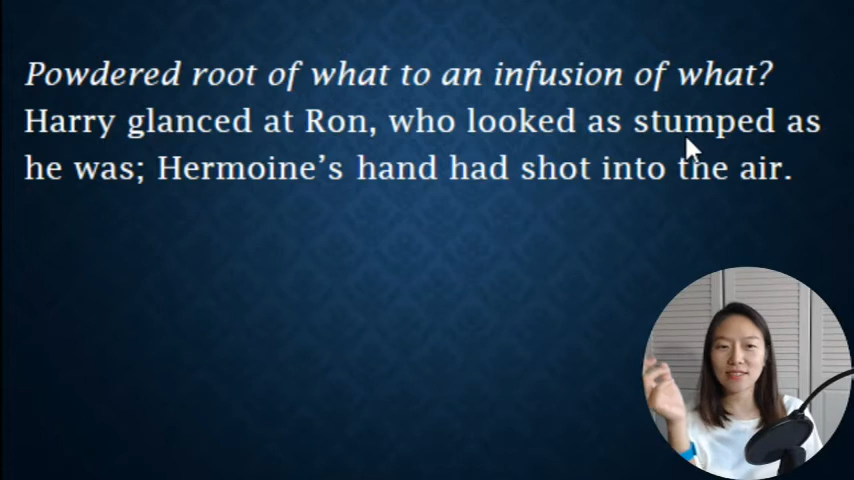 Powdered root of what to an infusion of what?
Harry glanced at Ron, who looked as stumped as
he was; Hermoine’s hand had shot into the air.